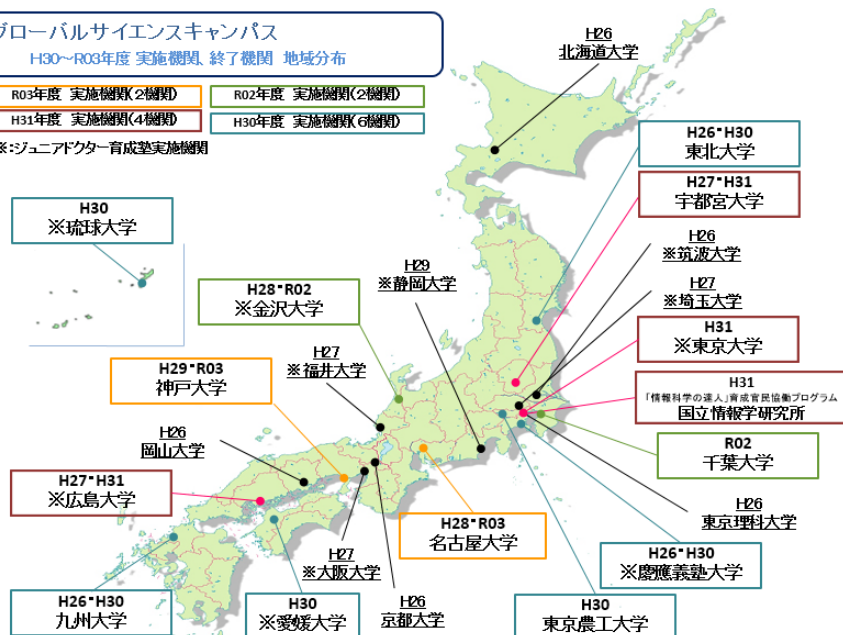 グローバルサイエンスキャンパス
H30～R03年度 実施機関、終了機関 地域分布
R03年度 実施機関(2機関)
R02年度 実施機関(2機関)
H31年度 実施機関(4機関)
H30年度 実施機関(6機関)
※:ジュニアドクター育成塾実施機関
H26
北海道大学
H26・H30
東北大学
H27・H31
宇都宮大学
H30
※琉球大学
H26
※筑波大学
H29
※静岡大学
H27
※埼玉大学
H28・R02
※金沢大学
H31
※東京大学
H27
※福井大学
H29・R03
神戸大学
H31
「情報科学の達人」育成官民協働プログラム
国立情報学研究所
H26
岡山大学
R02
千葉大学
H27・H31
※広島大学
H26
東京理科大学
H28・R03
名古屋大学
H27
※大阪大学
H26・H30
※慶應義塾大学
H26・H30
九州大学
H30
※愛媛大学
H26
京都大学
H30
東京農工大学